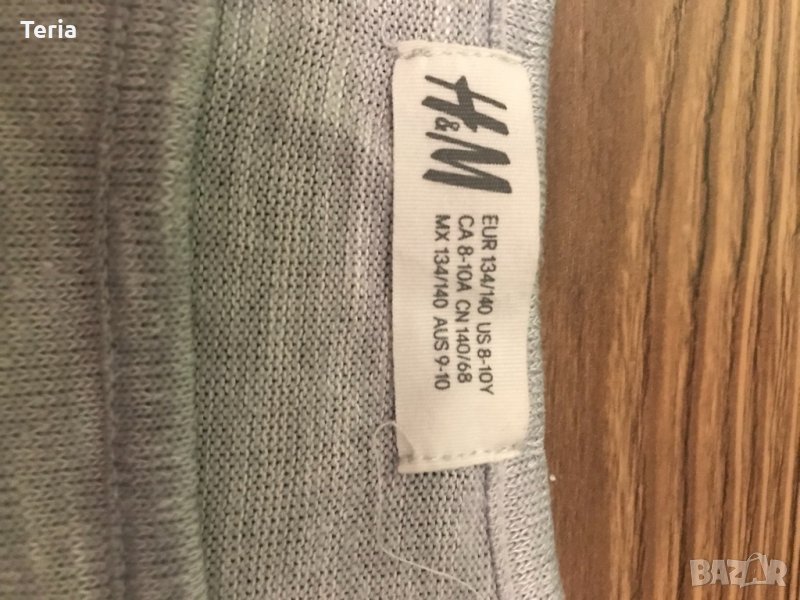 Teria
H&M
EUR 134/140 US 8-10Y
CA 8-10A CN 140/68
MX 134/140 AUS 9-10
BAZAR